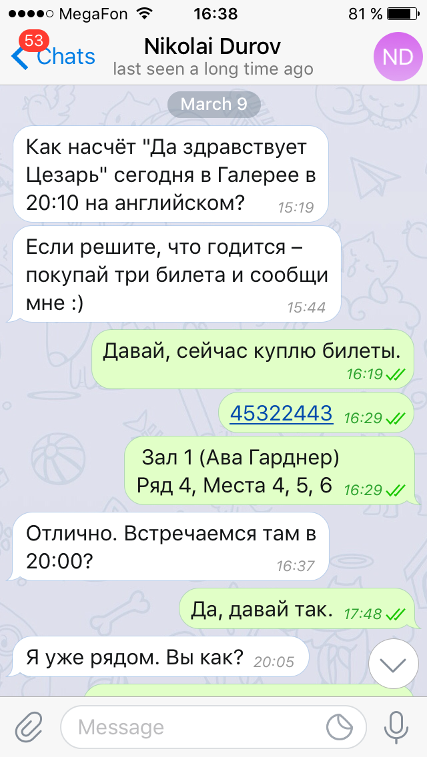 MegaFon 16:38 81 %
53
Chats
Nikolai Durov
last seen a long time ago
ND
March 9
Как насчёт "Да здравствует
Цезарь" сегодня в Галерее в
20:10 на английском? 15:19
Если решите, что годится –
покупай три билета и сообщи
мне :) 15:44
Давай, сейчас куплю билеты.
16:19
45322443 16:29
Зал 1 (Ава Гарднер)
Ряд 4, Места 4, 5, 6 16:29
Отлично. Встречаемся там в
20:00? 16:37
Да, давай так. 17:48
Я уже рядом. Вы как? 20:05
Message